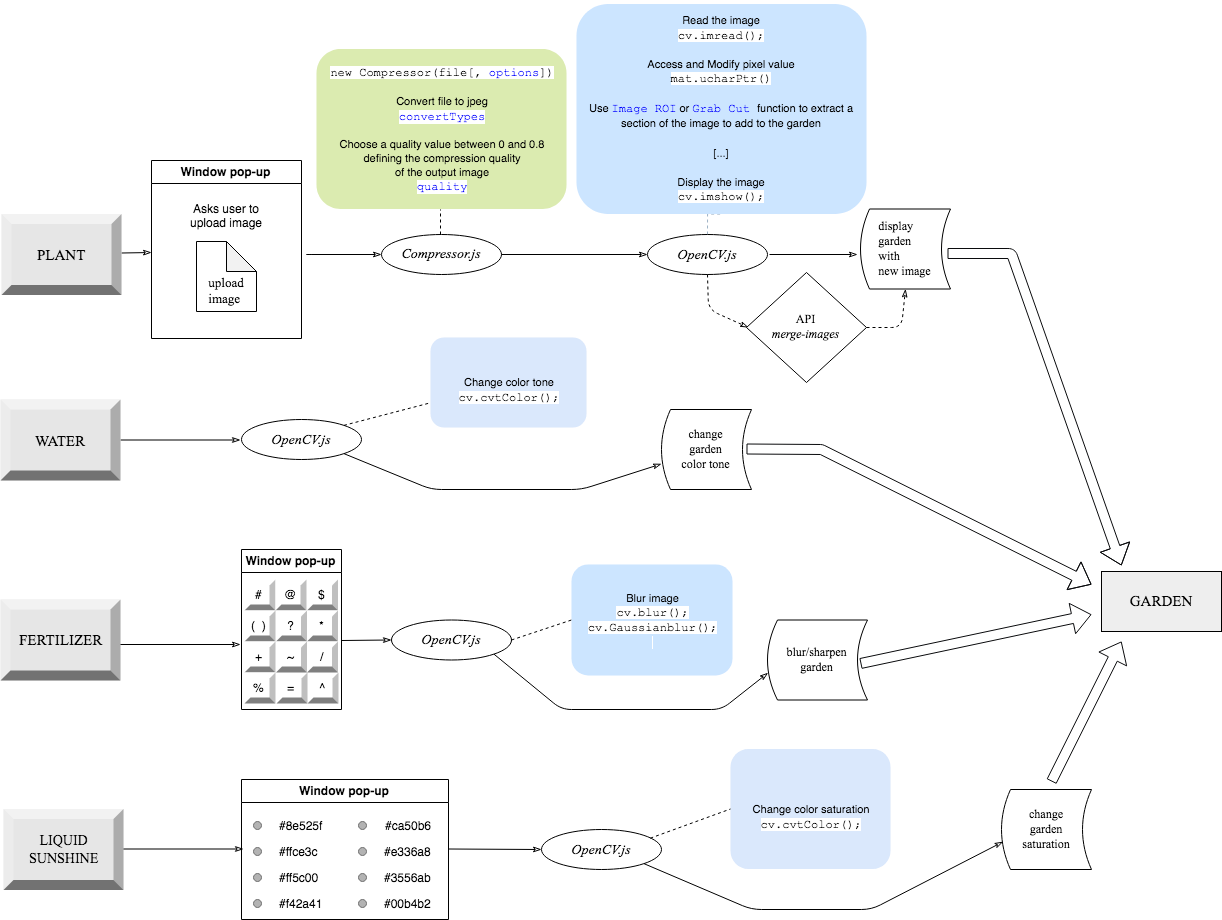 Read the image
cv.imread();
Access and Modify pixel value
mat.ucharPtr()
Use Image ROI or Grab Cut function to extract a
section of the image to add to the garden
[...]
Display the image
cv.imshow();
new Compressor(file[, options])
Convert file to jpeg
convertTypes
Choose a quality value between 0 and 0.8
defining the compression quality
of the output image
quality
PLANT
Window pop-up
Asks user to
upload image
upload
image
Compressor.js
OpenCV.js
display
garden
with
new image
API
merge-images
WATER
OpenCV.js
Change color tone
cv.cvtColor();
change
garden
color tone
FERTILIZER
Window pop-up
# @ $
( ) ? *
+ ~ /
% = ^
OpenCV.js
Blur image
cv.blur();
cv.Gaussianblur();
blur/sharpen
garden
GARDEN
LIQUID
SUNSHINE
Window pop-up
#8e525f #ca50b6
#ffce3c #e336a8
#ff5c00 #3556ab
#f42a41 #00b4b2
OpenCV.js
Change color saturation
cv.cvtColor();
change
garden
saturation